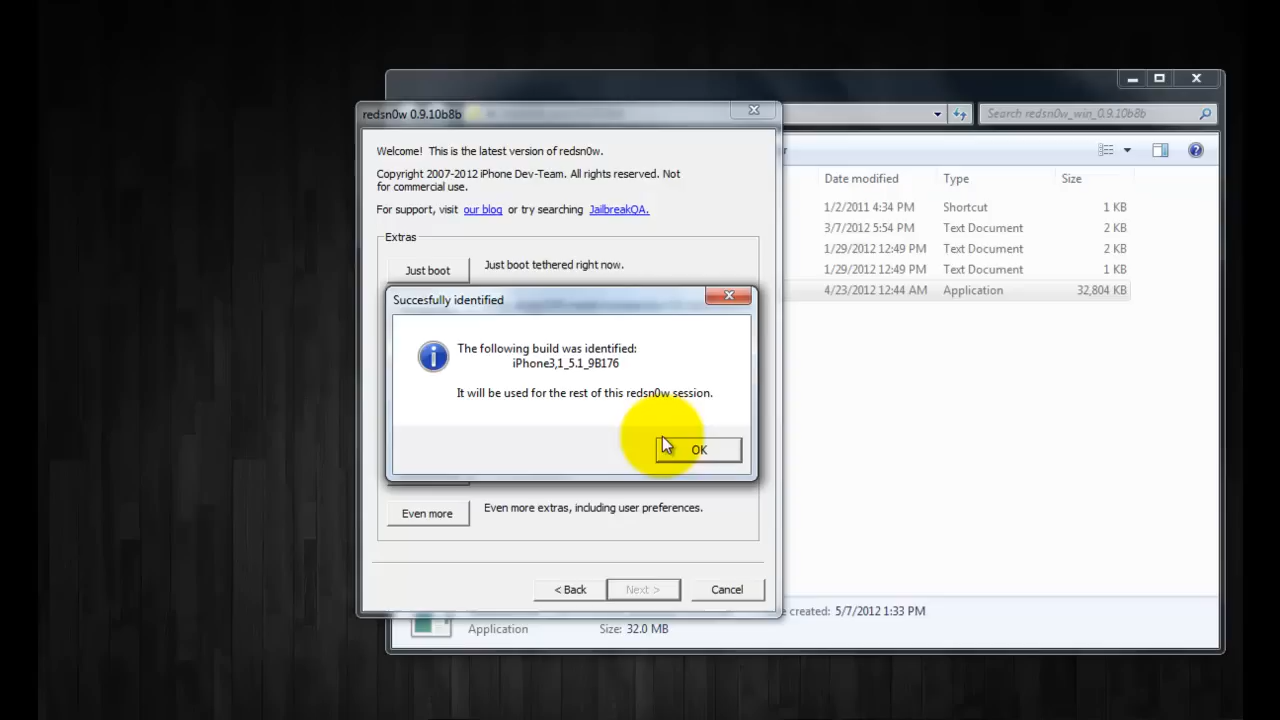 redsn0w 0.9.10b8b
Search redsn0w_win_0.9.10b8b
Welcome! This is the latest version of redsn0w.
Copyright 2007-2012 iPhone Dev-Team. All rights reserved. Not
for commercial use.
For support, visit our blog or try searching JailbreakQA.
Extras
Just boot
Just boot tethered right now.
Date modified Type Size
1/2/2011 4:34 PM Shortcut 1 KB
3/7/2012 5:54 PM Text Document 2 KB
1/29/2012 12:49 PM Text Document 2 KB
1/29/2012 12:49 PM Text Document 1 KB
4/23/2012 12:44 AM Application 32,804 KB
Succesfully identified
The following build was identified:
iPhone3,1_5.1_9B176
It will be used for the rest of this redsn0w session.
OK
Even more
Even more extras, including user preferences.
< Back
Next >
Cancel
created: 5/7/2012 1:33 PM
Application Size: 32.0 MB